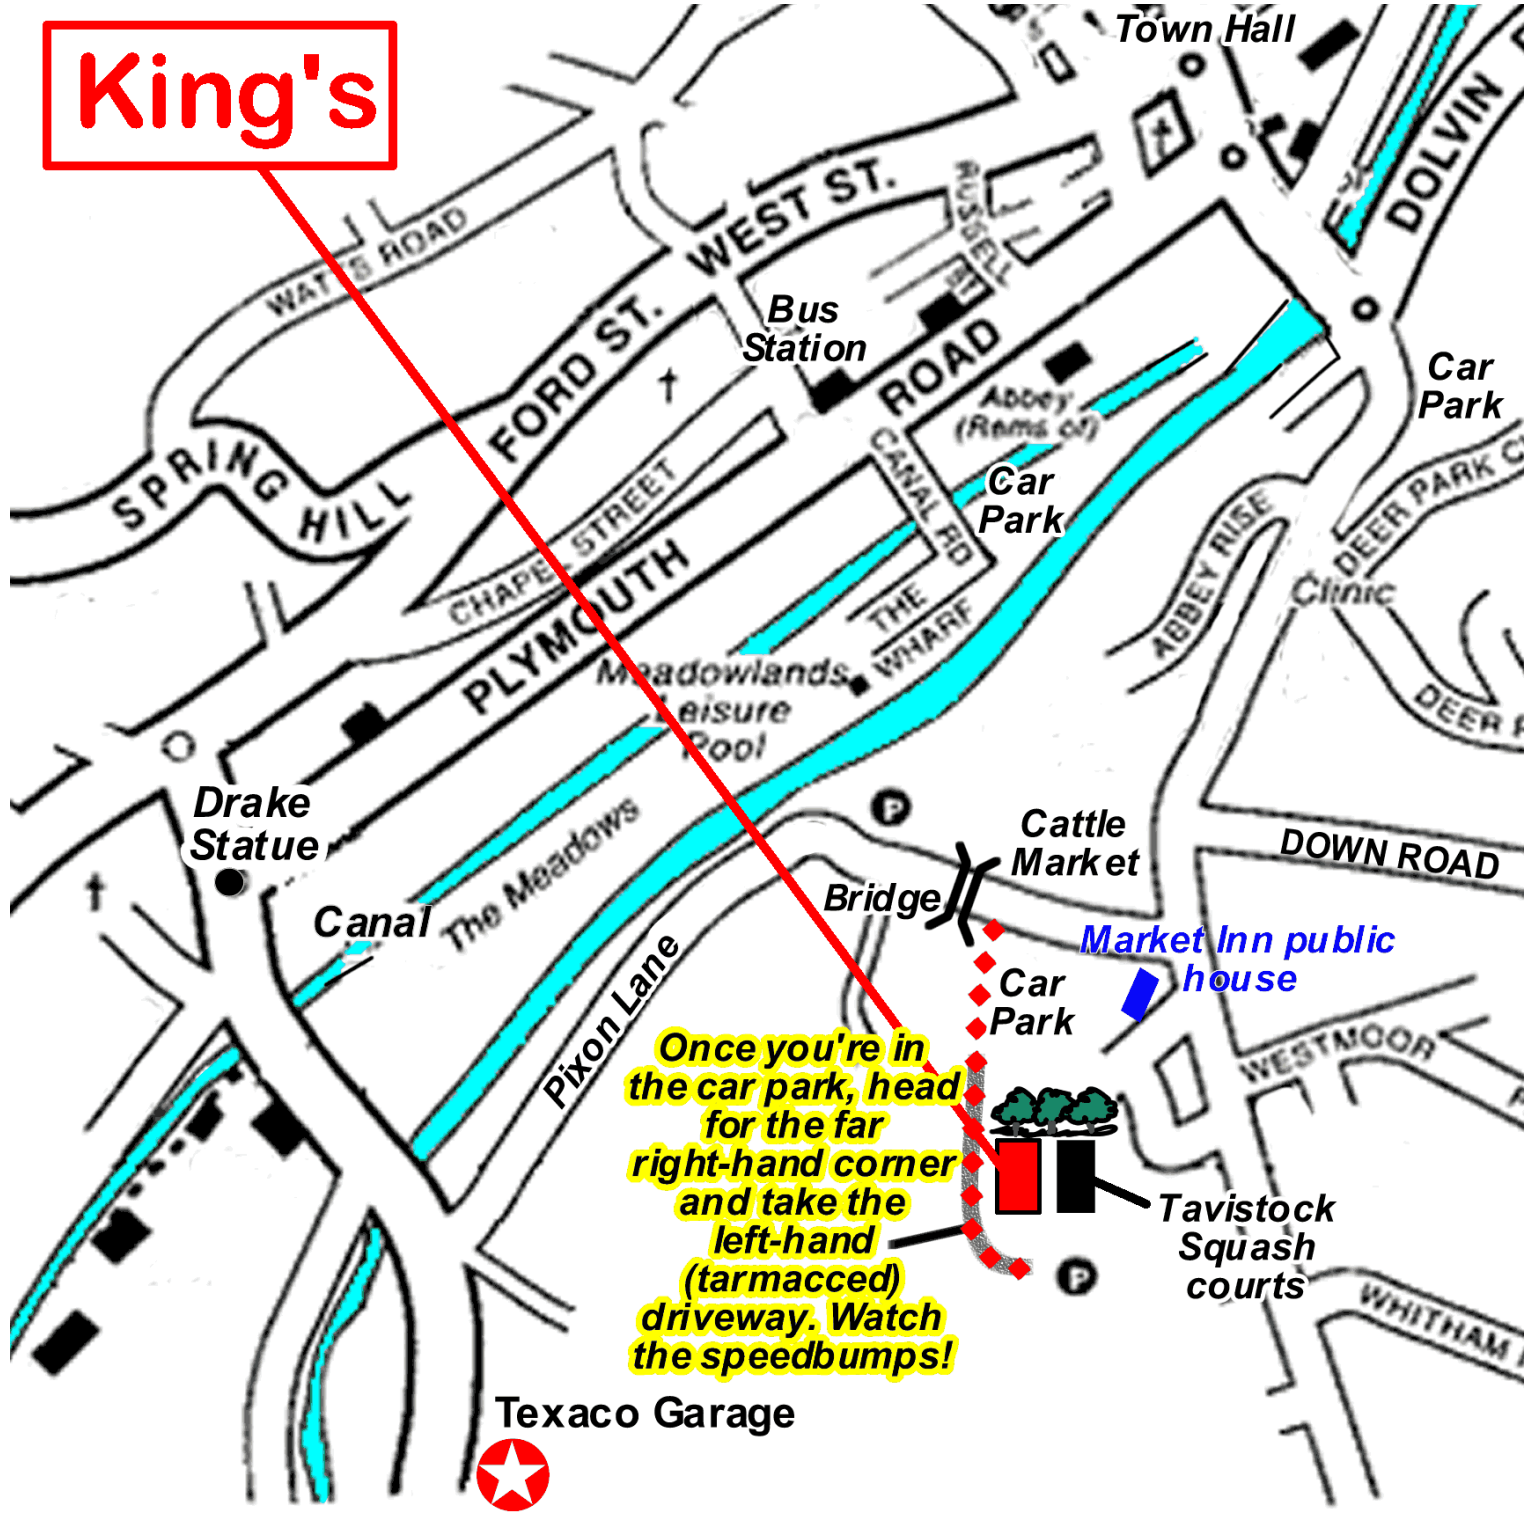 King's
Town Hall
DOLVIN
WATTS ROAD
WEST ST.
RUSSELL
ST
Bus
Station
FORD ST.
ROAD
Abbey
(Rems of)
Car
Park
SPRING HILL
CHAPEL STREET
CANAL RD
Car
Park
DEER PARK
ABBEY RISE
Clinic
PLYMOUTH
THE
WHARF
Meadowlands
Leisure
Pool
DEER
Drake
Statue
The Meadows
P
Cattle
Market
DOWN ROAD
Bridge
Canal
Market Inn public
house
Pixon Lane
Car
Park
WESTMOOR
Once you're in
the car park, head
for the far
right-hand corner
and take the
left-hand
(tarmacced)
driveway. Watch
the speedbumps!
Tavistock
Squash
courts
P
WHITHAM
Texaco Garage